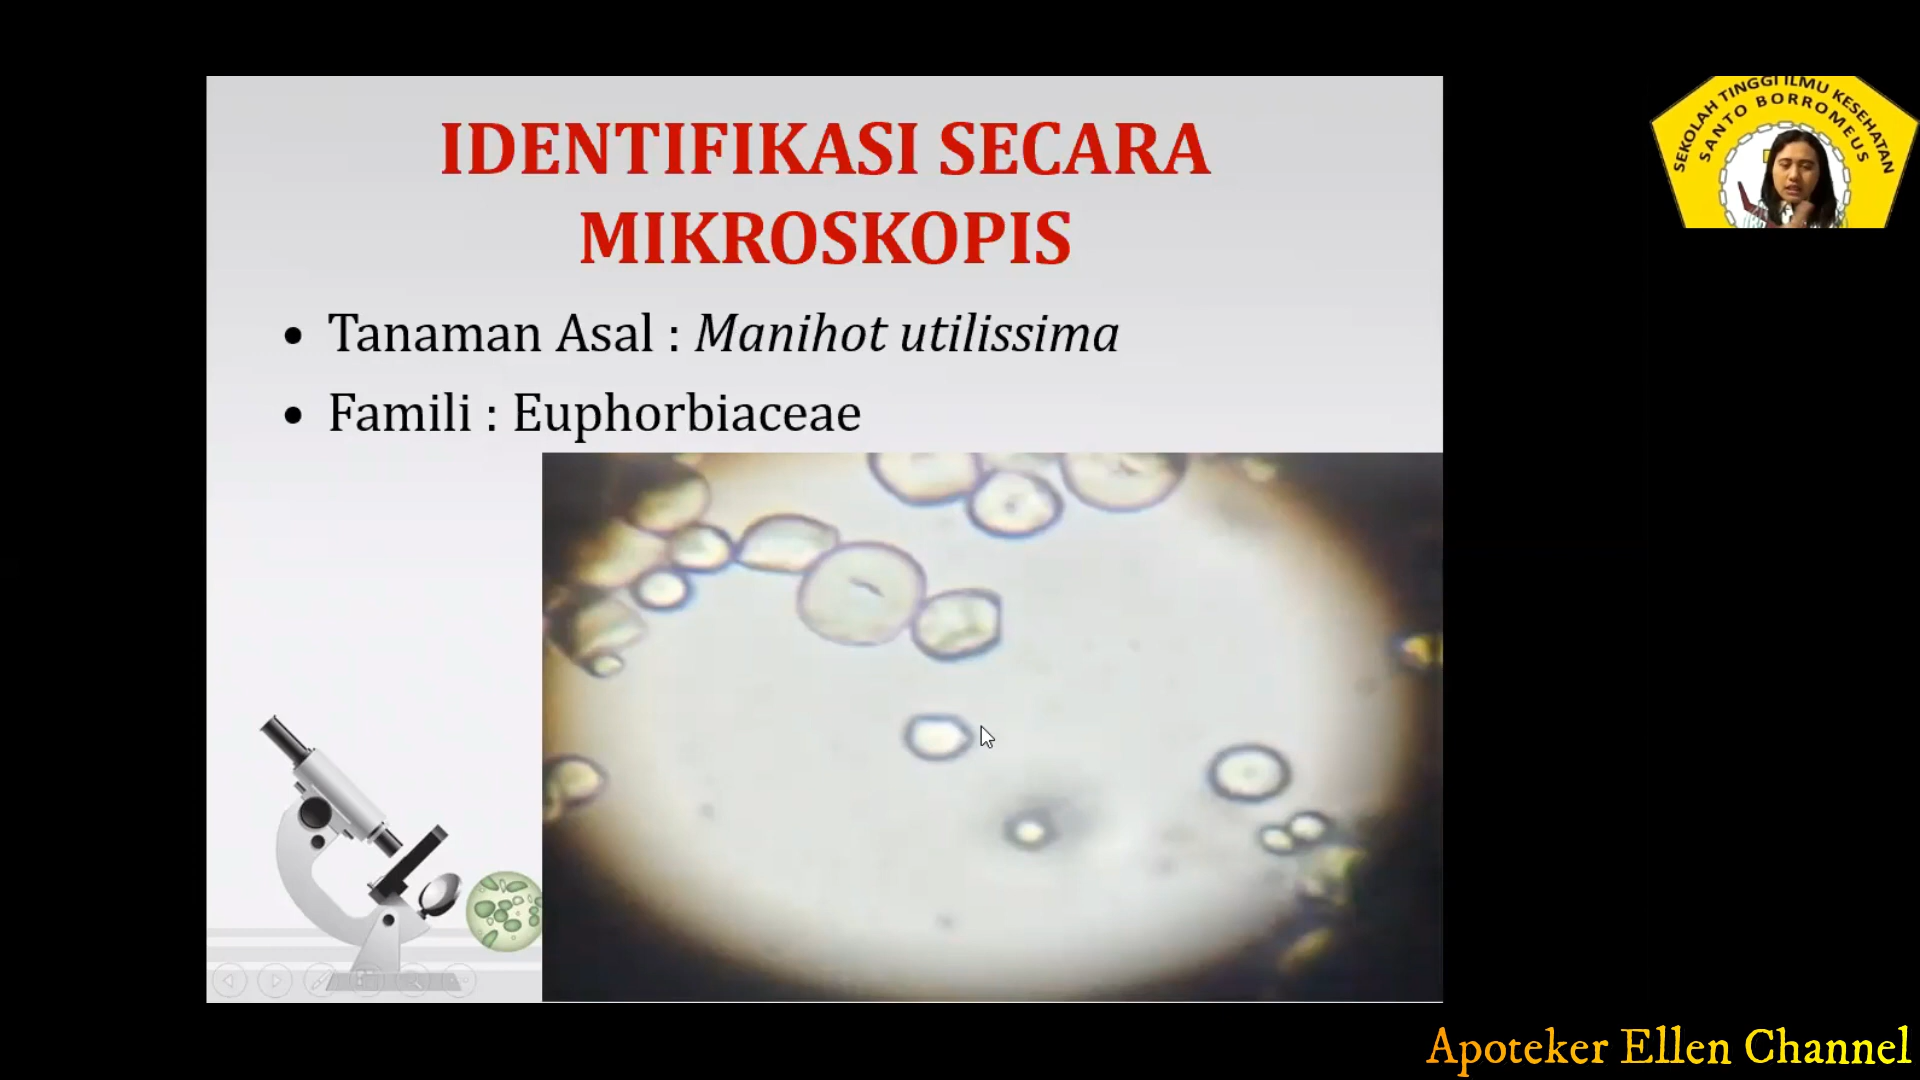 IDENTIFIKASI SECARA
MIKROSKOPIS
• Tanaman Asal : Manihot utilissima
• Famili : Euphorbiaceae
SEKOLAH TINGGI ILMU KESEHATAN
SANTO BORROMEUS
Apoteker Ellen Channel